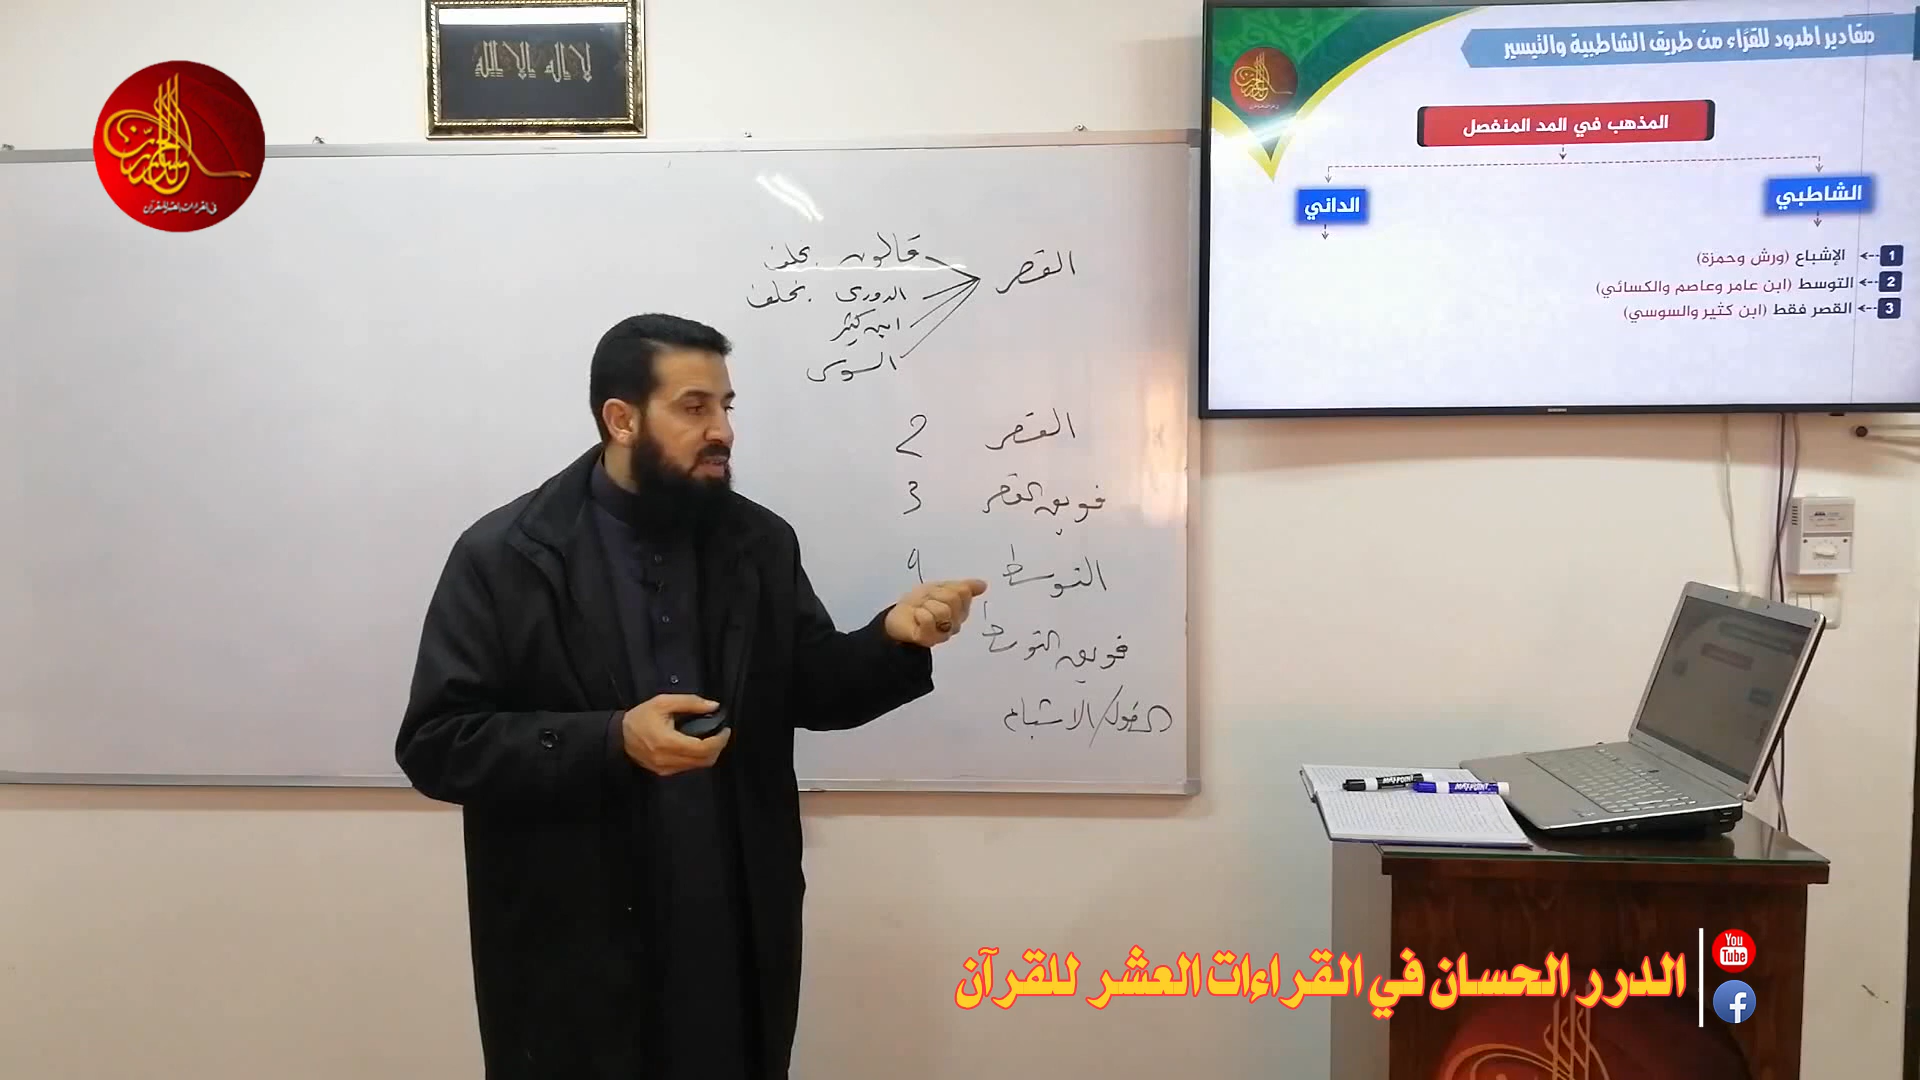 لا إله إلا الله
مقادير المدود للقرّاء من طريق الشاطبية والتيسير
المذهب في المد المنفصل
الشاطبي
الداني
1 الإشباع (ورش وحمزة)
2 التوسط (ابن عامر وعاصم والكسائي)
3 القصر فقط (ابن كثير والسوسي)
القصر
قالون بخلف
الدوري بخلف
ابن كثير
السوسي
القصر 2
فويق القصر 3
التوسط
فويق التوسط
الطول/الاشباع
الدرر الحسان في القراءات العشر للقرآن
You
Tube